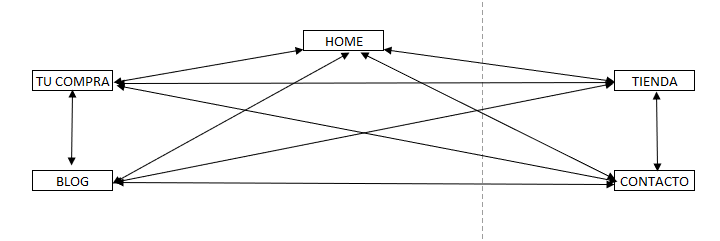 HOME
TU COMPRA
TIENDA
BLOG
CONTACTO